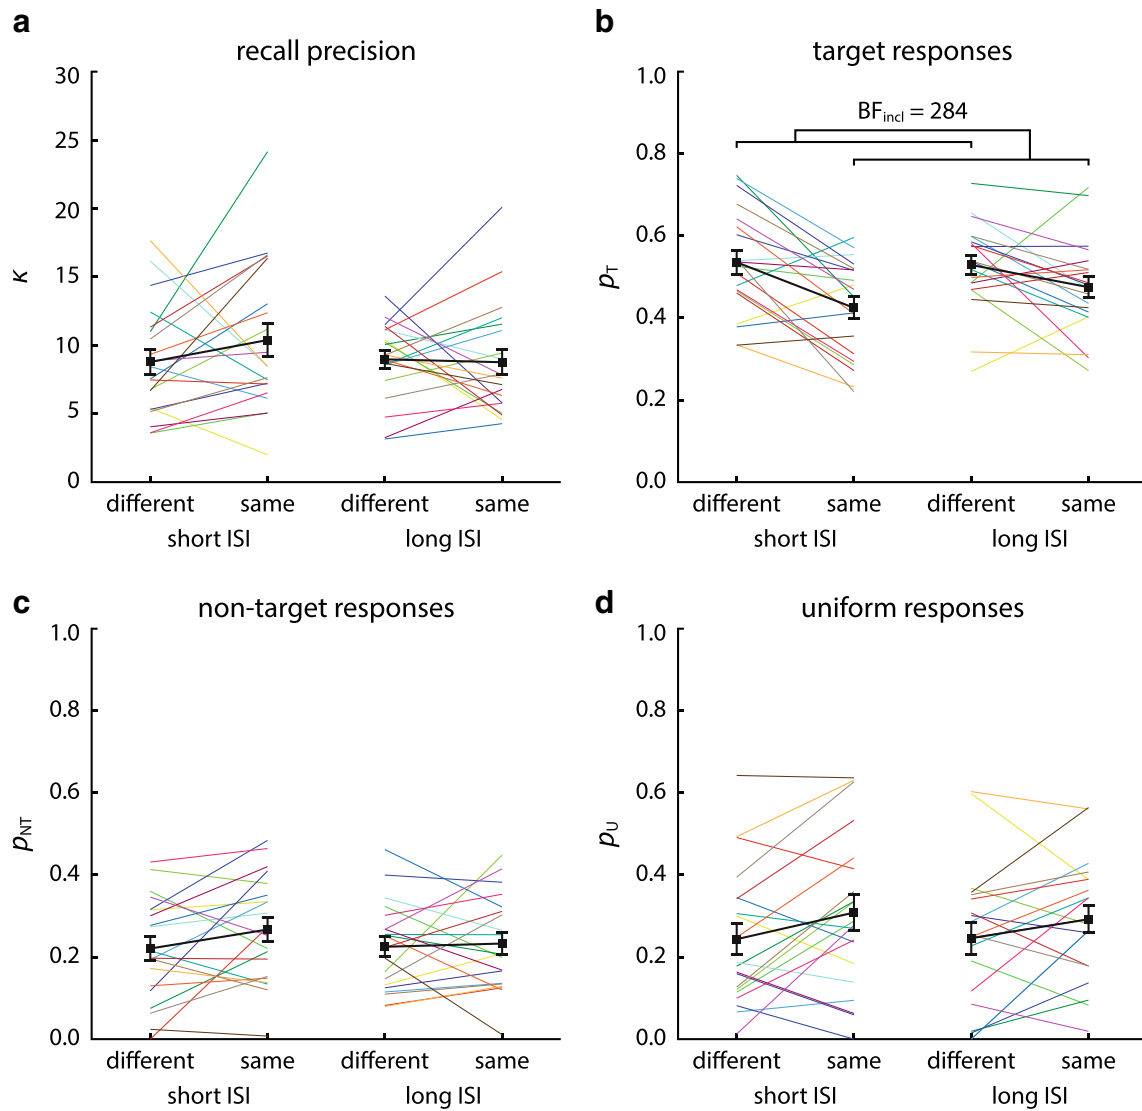 a
recall precision
30
25
20
15
10
5
0
κ
different same different same
short ISI long ISI
b
target responses
1.0
0.8
0.6
0.4
0.2
0.0
pT
BFincl = 284
different same different same
short ISI long ISI
c
non-target responses
1.0
0.8
0.6
0.4
0.2
0.0
pNT
different same different same
short ISI long ISI
d
uniform responses
1.0
0.8
0.6
0.4
0.2
0.0
pU
different same different same
short ISI long ISI